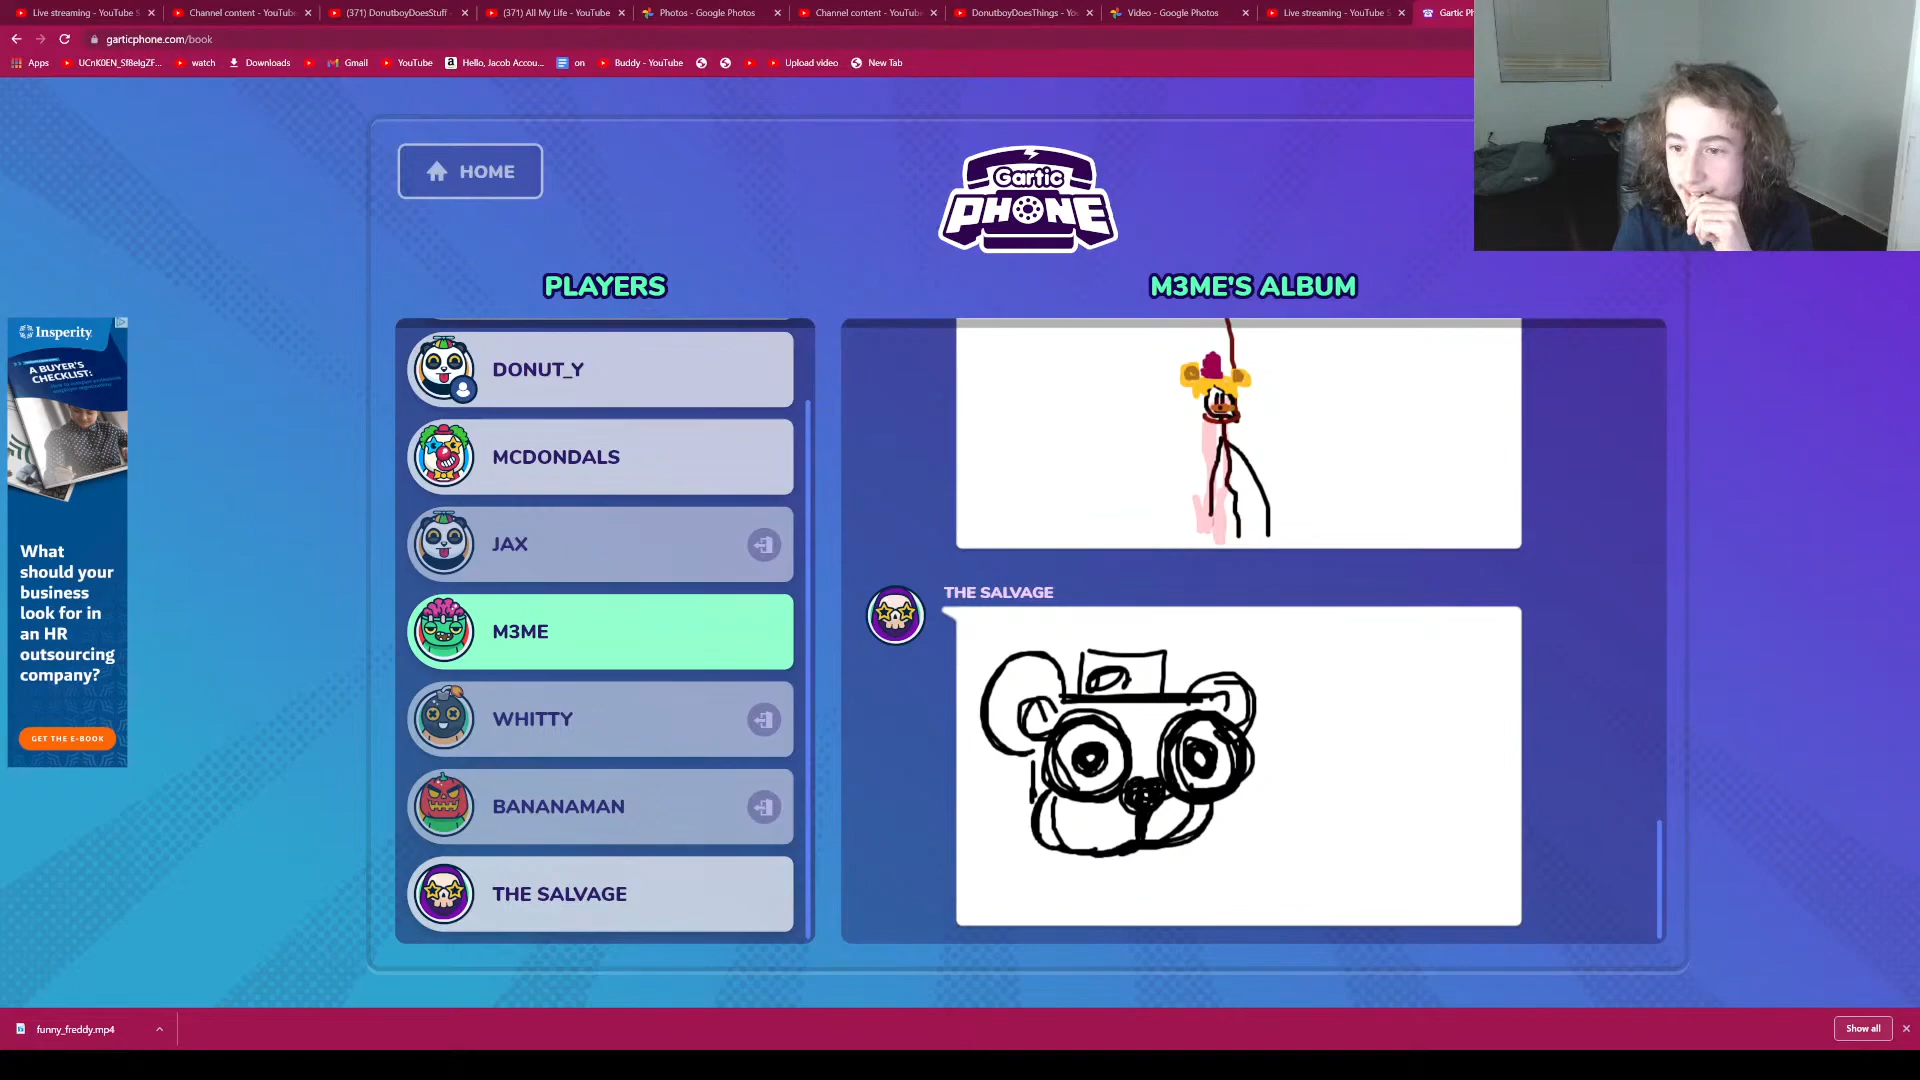 Live streaming - YouTube S
Channel content - YouTube
(371) DonutboyDoesStuff -
(371) All My Life - YouTube
Photos - Google Photos
Channel content - YouTube
DonutboyDoesThings - Yo
Video - Google Photos
Live streaming - YouTube S
Gartic Ph
garticphone.com/book
Apps
UCnK0EN_Sf8elgZF...
watch
Downloads
Gmail
YouTube
Hello, Jacob Accou...
on
Buddy - YouTube
Upload video
New Tab
HOME
Gartic
PHONE
PLAYERS
M3ME'S ALBUM
DONUT_Y
MCDONDALS
JAX
M3ME
WHITTY
BANANAMAN
THE SALVAGE
THE SALVAGE
Insperity
A BUYER'S
CHECKLIST:
What
should your
business
look for in
an HR
outsourcing
company?
GET THE E-BOOK
funny_freddy.mp4
Show all